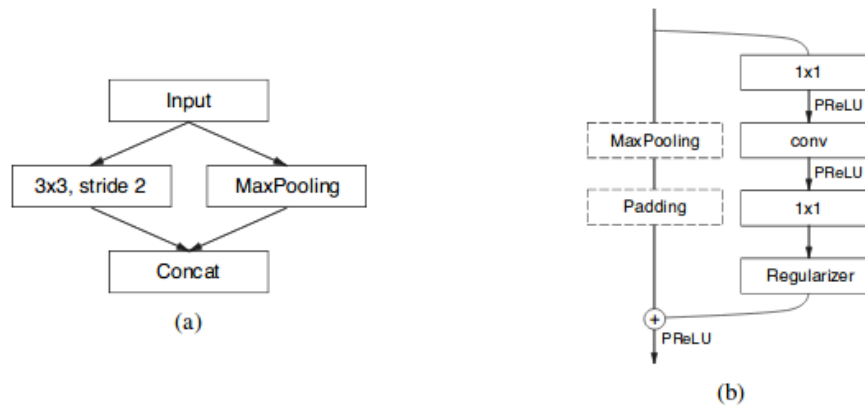 Input
3x3, stride 2
MaxPooling
Concat
(a)
1x1
PReLU
MaxPooling
conv
PReLU
Padding
1x1
Regularizer
+
PReLU
(b)